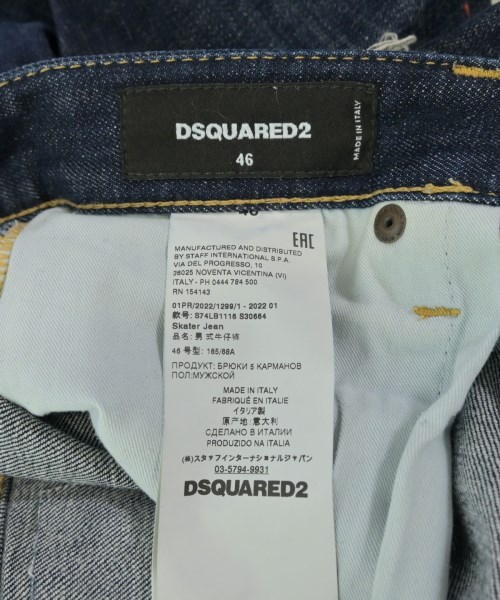 DSQUARED2
46
MADE IN ITALY
46
EAC
MANUFACTURED AND DISTRIBUTED
BY STAFF INTERNATIONAL S.P.A.
VIA DEL PROGRESSO, 10
36025 NOVENTA VICENTINA (VI)
ITALY - PH 0444 784 500
RN 154143
01PR/2022/1299/1 - 2022 01
款号: S74LB1116 S30664
Skater Jean
品名: 男式牛仔裤
46 号型: 165/68A
ПРОДУКТ: БРЮКИ 5 КАРМАНОВ
ПОЛ:МУЖСКОЙ
MADE IN ITALY
FABRIQUÉ EN ITALIE
イタリア製
原产地: 意大利
СДЕЛАНО В ИТАЛИИ
PRODUZIDO NA ITALIA
(株)スタッフインターナショナルジャパン
03-5794-9931
DSQUARED2